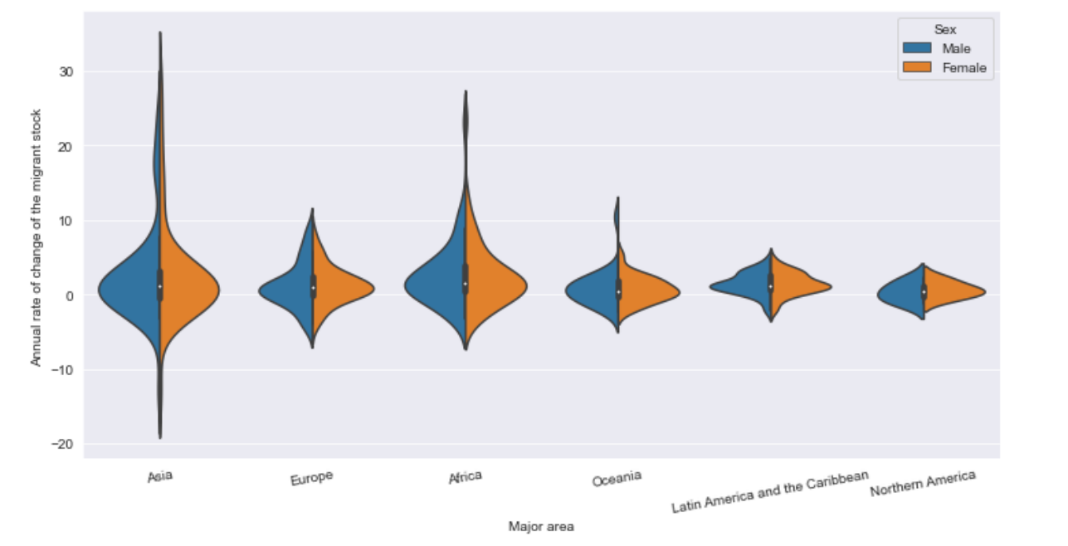 Sex
Male
Female
Annual rate of change of the migrant stock
30
20
10
0
−10
−20
Asia
Europe
Africa
Oceania
Latin America and the Caribbean
Northern America
Major area